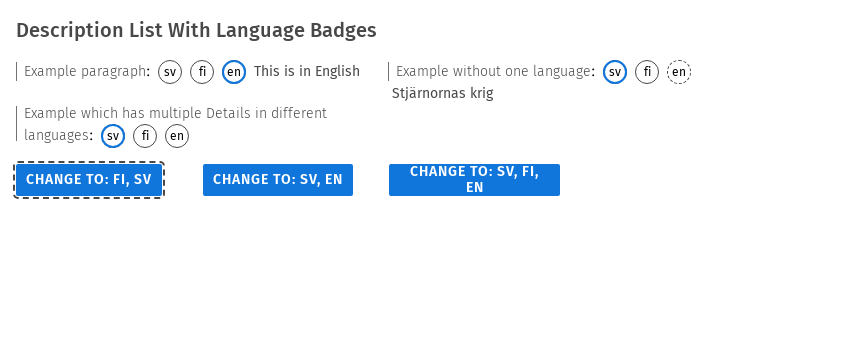 Description List With Language Badges
Example paragraph: sv fi en This is in English
Example without one language: sv fi en
Stjärnornas krig
Example which has multiple Details in different
languages: sv fi en
CHANGE TO: FI, SV
CHANGE TO: SV, EN
CHANGE TO: SV, FI,
EN